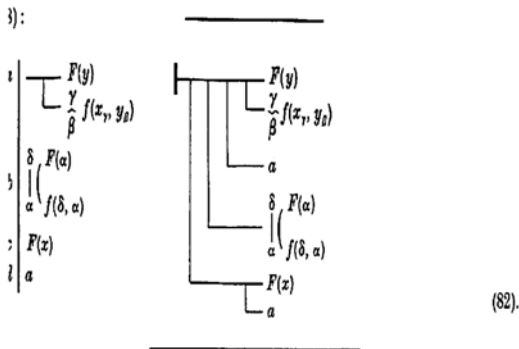 3):
F(y) F(y)
γ γ
β f(x_γ, y_β) β f(x_γ, y_β)
a
δ F(α) δ F(α)
α f(δ, α) α f(δ, α)
F(x) F(x)
a a
(82).